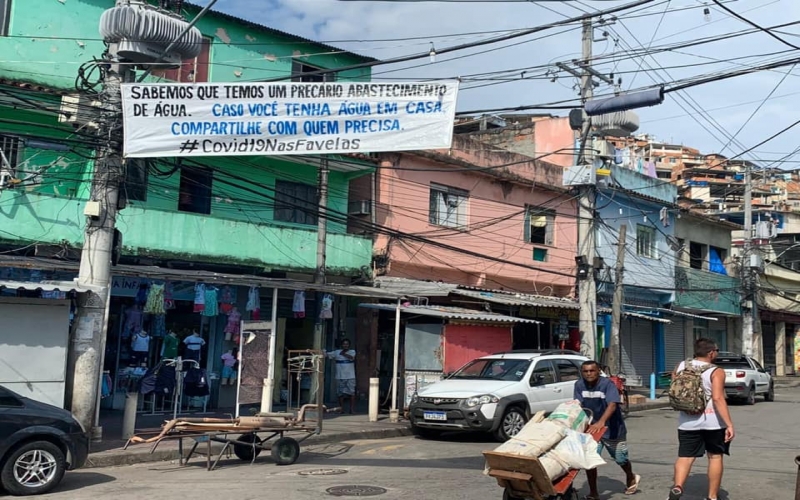 SABEMOS QUE TEMOS UM PRECÁRIO ABASTECIMENTO
DE ÁGUA. CASO VOCÊ TENHA ÁGUA EM CASA,
COMPARTILHE COM QUEM PRECISA.
#Covid19NasFavelas